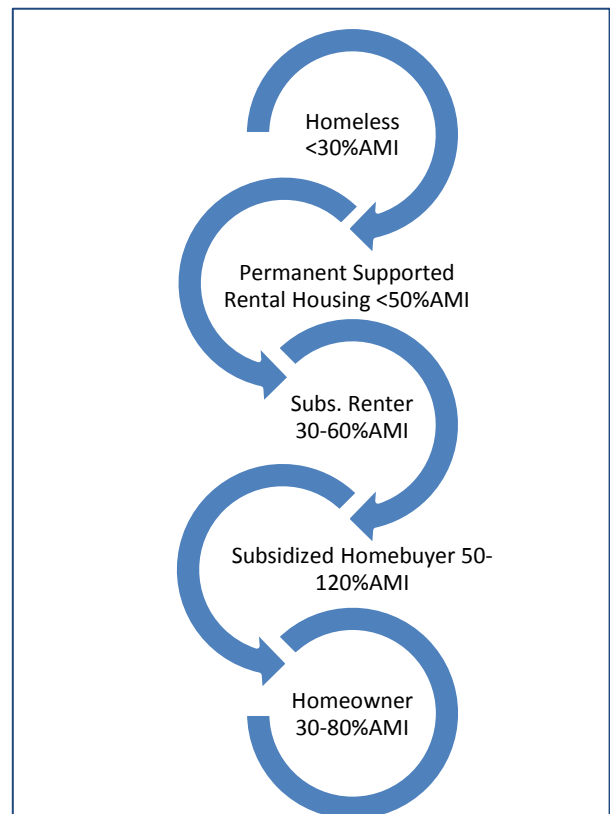 Homeless
<30%AMI
Permanent Supported
Rental Housing <50%AMI
Subs. Renter
30-60%AMI
Subsidized Homebuyer 50-
120%AMI
Homeowner
30-80%AMI